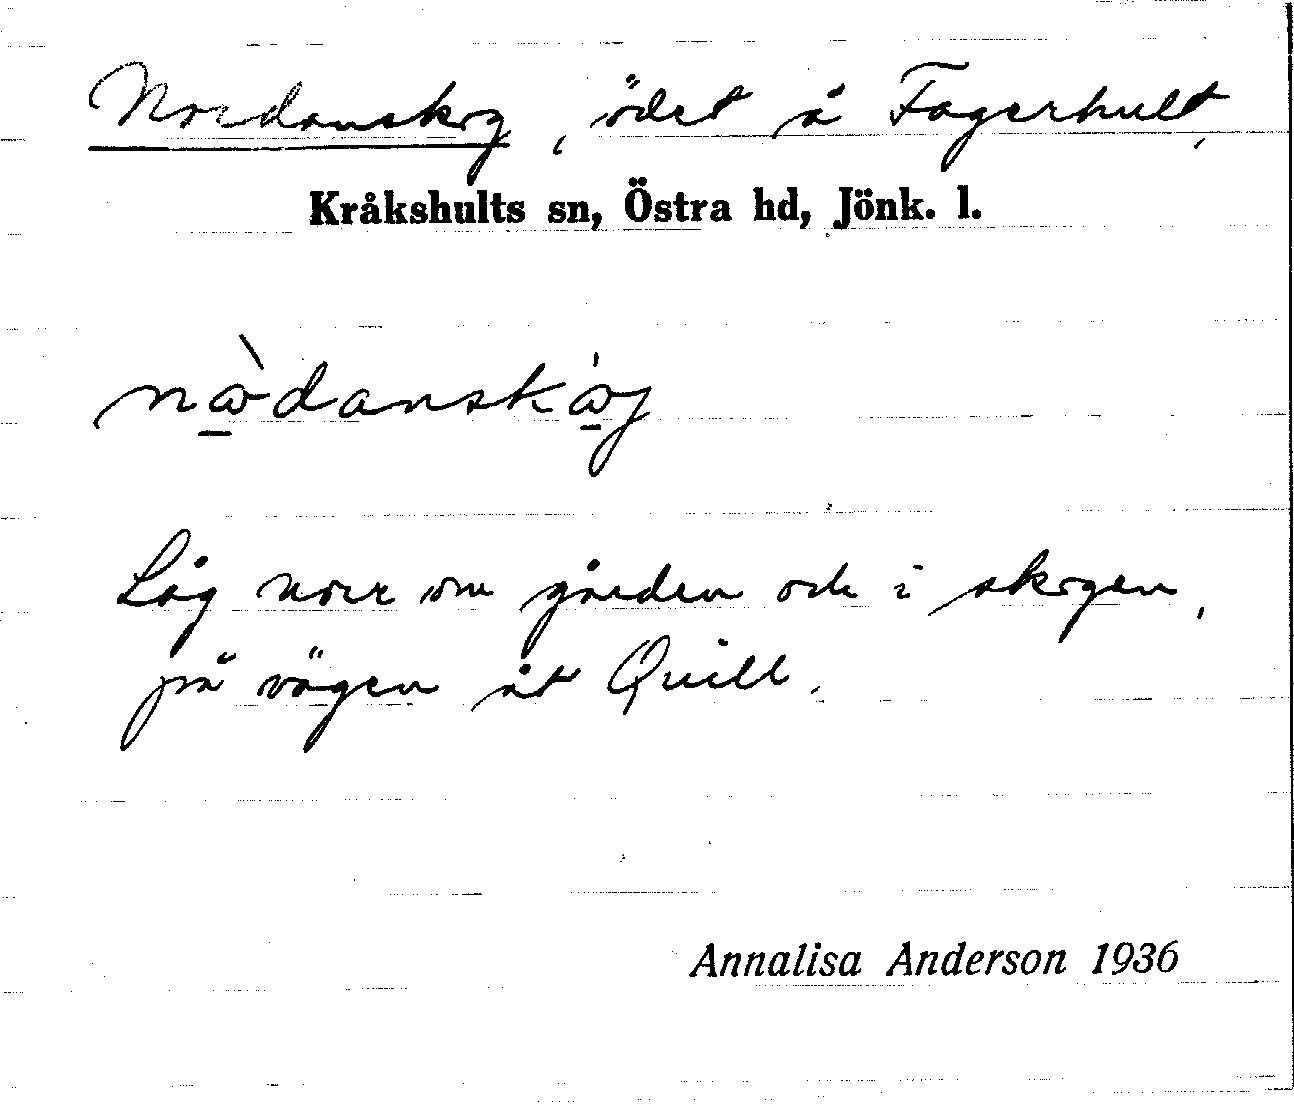 Nordanskog, ödet å Fagerhult,
Kråkshults sn, Östra hd, Jönk. l.
nὼdanskώg
Låg norr om gården och i skogen,
på vägen åt Quill.
Annalisa Anderson 1936